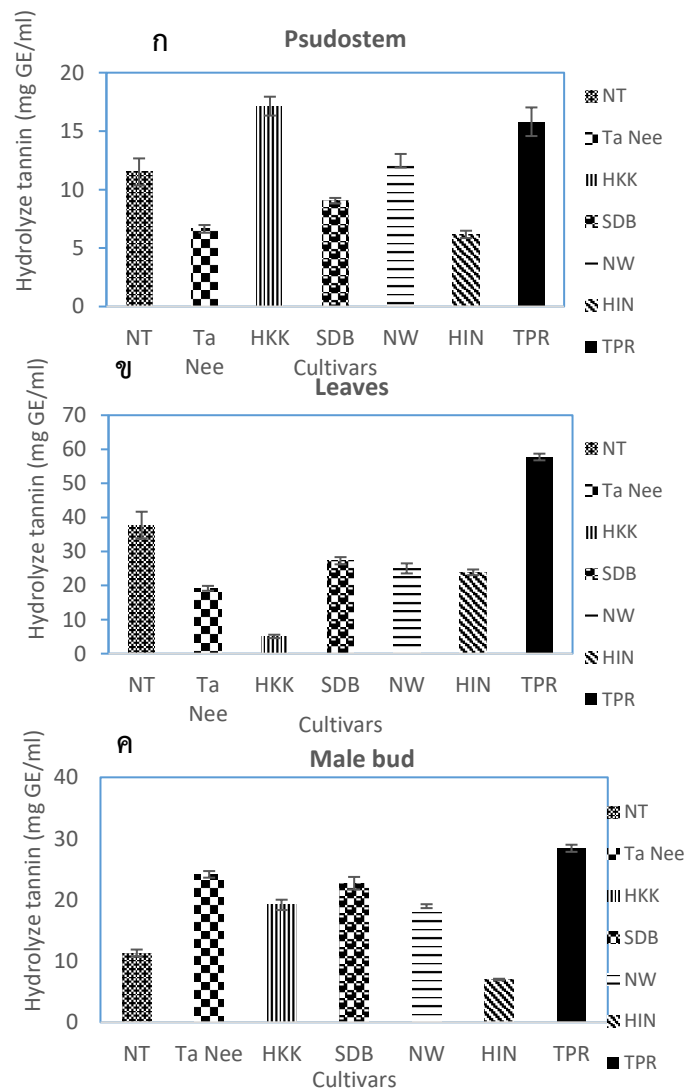 ก
Psudostem
Hydrolyze tannin (mg GE/ml)
20
15
10
5
0
NT
Ta Nee
HKK
SDB
NW
HIN
TPR
Cultivars
NT
Ta Nee
HKK
SDB
NW
HIN
TPR
ข
Leaves
Hydrolyze tannin (mg GE/ml)
70
60
50
40
30
20
10
0
NT
Ta
Nee
HKK
SDB
NW
HIN
TPR
Cultivars
NT
Ta Nee
HKK
SDB
NW
HIN
TPR
ค
Male bud
Hydrolyze tannin (mg GE/ml)
40
30
20
10
0
NT
Ta Nee
HKK
SDB
NW
HIN
TPR
Cultivars
NT
Ta Nee
HKK
SDB
NW
HIN
TPR